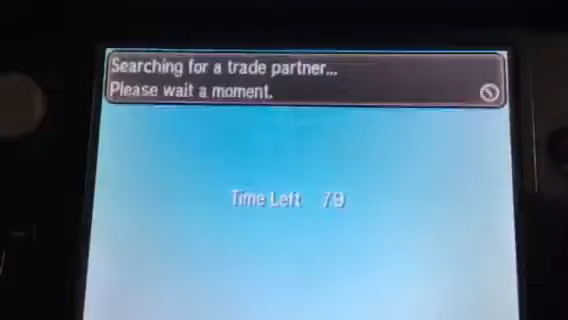 Searching for a trade partner...
Please wait a moment.
Time Left 79